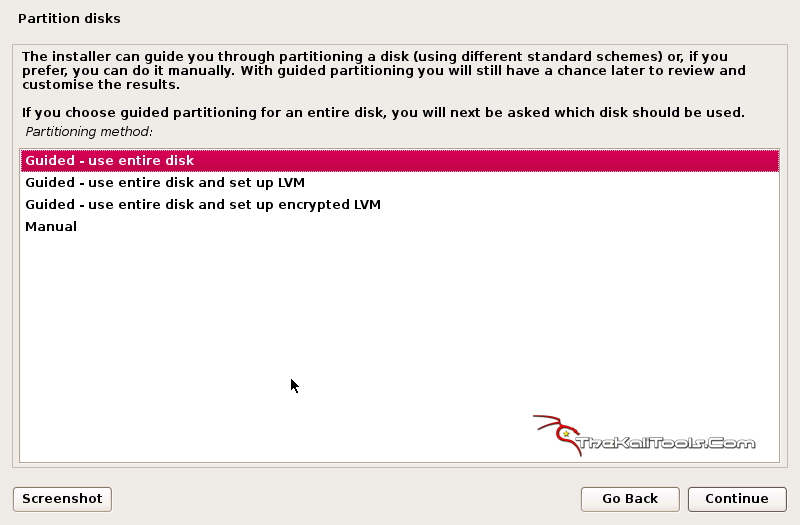 Partition disks
The installer can guide you through partitioning a disk (using different standard schemes) or, if you
prefer, you can do it manually. With guided partitioning you will still have a chance later to review and
customise the results.
If you choose guided partitioning for an entire disk, you will next be asked which disk should be used.
Partitioning method:
Guided - use entire disk
Guided - use entire disk and set up LVM
Guided - use entire disk and set up encrypted LVM
Manual
TheKaliTools.Com
Screenshot
Go Back
Continue